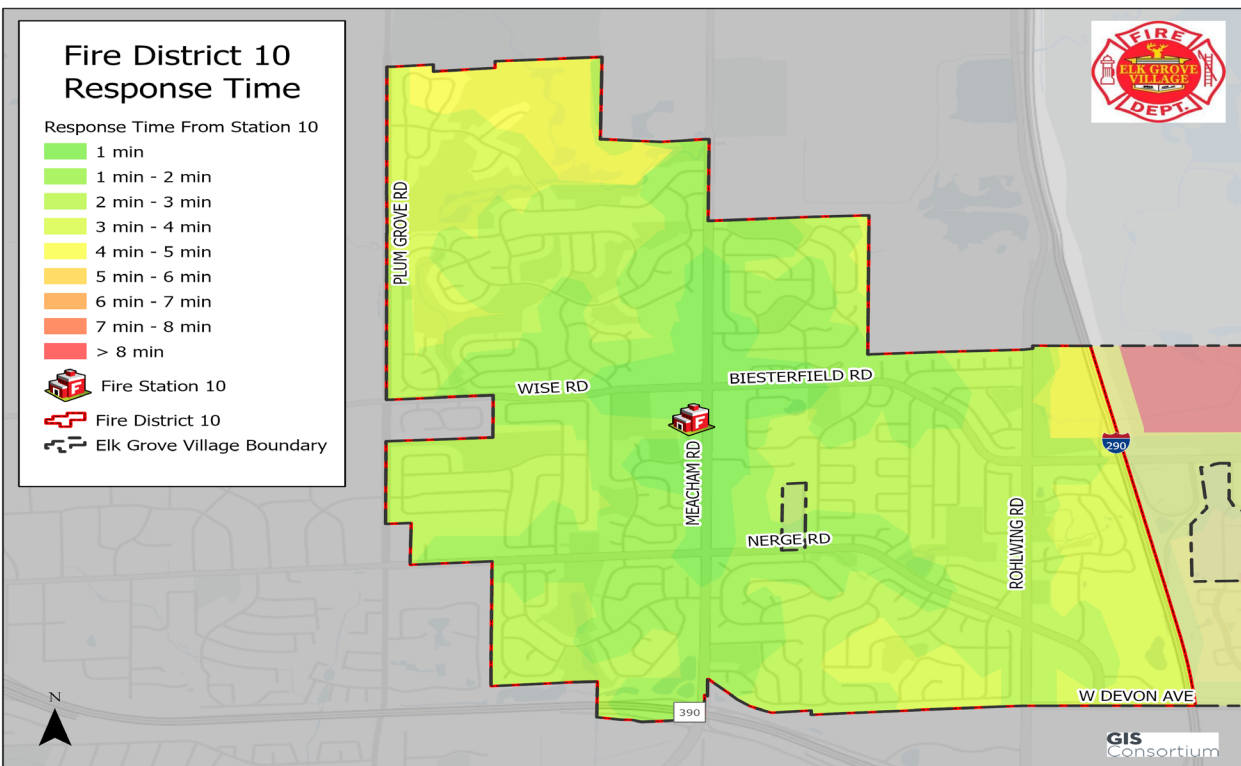 Fire District 10
Response Time
Response Time From Station 10
1 min
1 min - 2 min
2 min - 3 min
3 min - 4 min
4 min - 5 min
5 min - 6 min
6 min - 7 min
7 min - 8 min
> 8 min
F
Fire Station 10
Fire District 10
Elk Grove Village Boundary
FIRE
ELK GROVE
VILLAGE
DEPT.
PLUM GROVE RD
WISE RD
BIESTERFIELD RD
F
MEACHAM RD
290
NERGE RD
ROHLWING RD
W DEVON AVE
390
N
GIS
Consortium